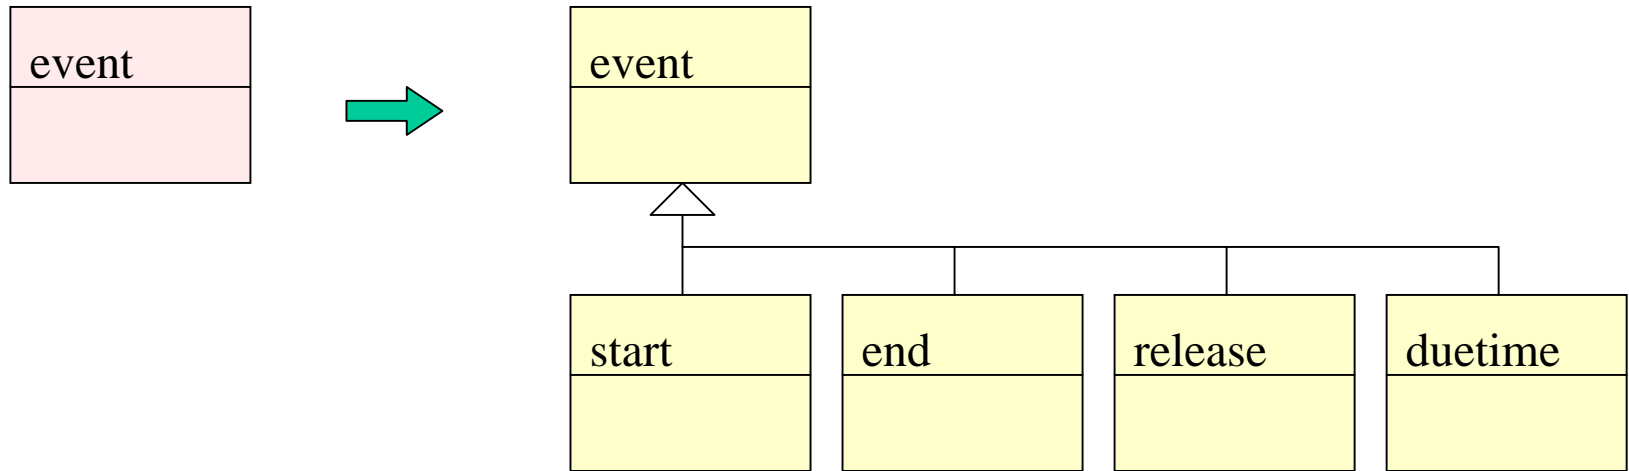 event
event
start
end
release
duetime